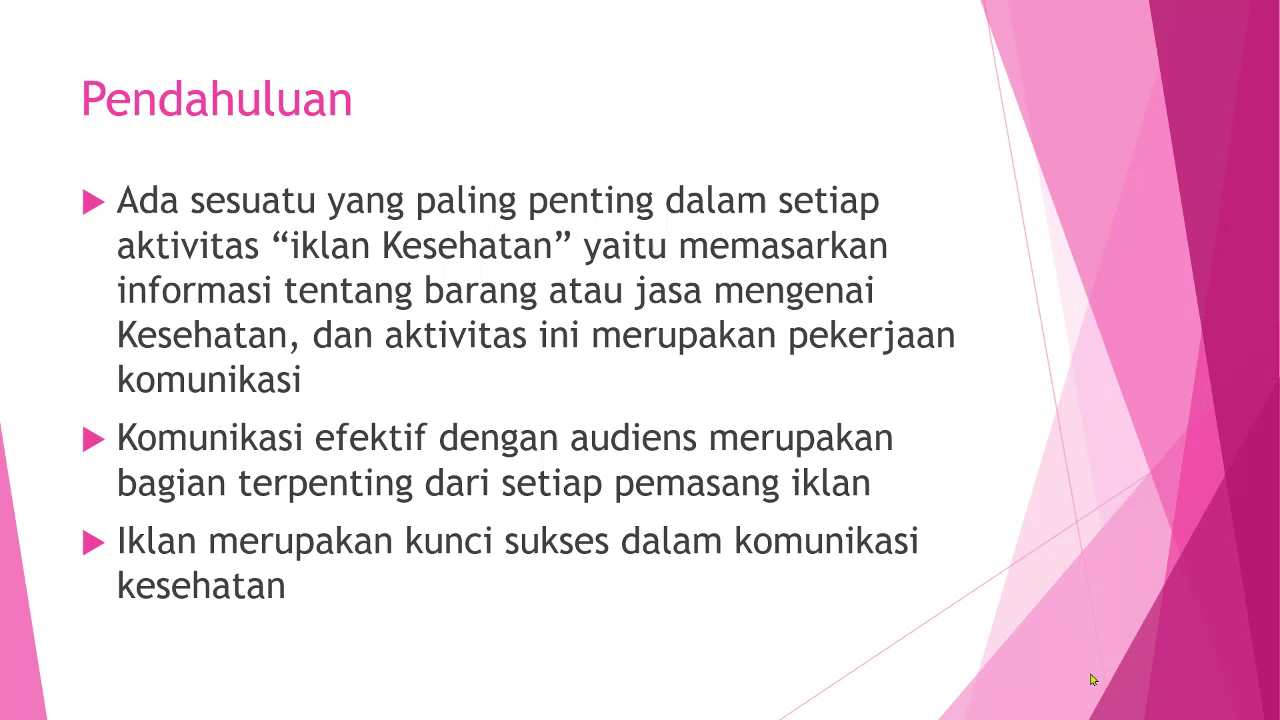 Pendahuluan
Ada sesuatu yang paling penting dalam setiap
aktivitas “iklan Kesehatan” yaitu memasarkan
informasi tentang barang atau jasa mengenai
Kesehatan, dan aktivitas ini merupakan pekerjaan
komunikasi
Komunikasi efektif dengan audiens merupakan
bagian terpenting dari setiap pemasang iklan
Iklan merupakan kunci sukses dalam komunikasi
kesehatan